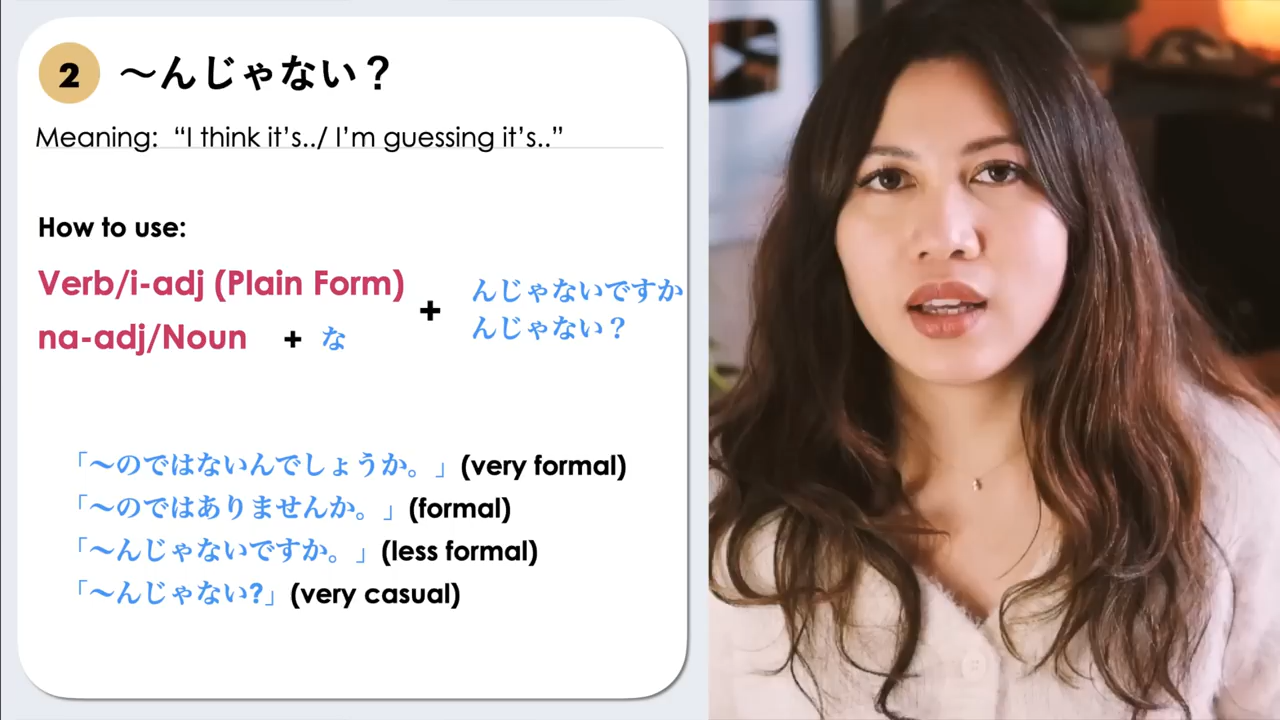 2 ～んじゃない？
Meaning: “I think it’s../ I’m guessing it’s..”
How to use:
Verb/i-adj (Plain Form)
na-adj/Noun + な
+
んじゃないですか
んじゃない？
「～のではないんでしょうか。」(very formal)
「～のではありませんか。」(formal)
「～んじゃないですか。」(less formal)
「～んじゃない?」(very casual)